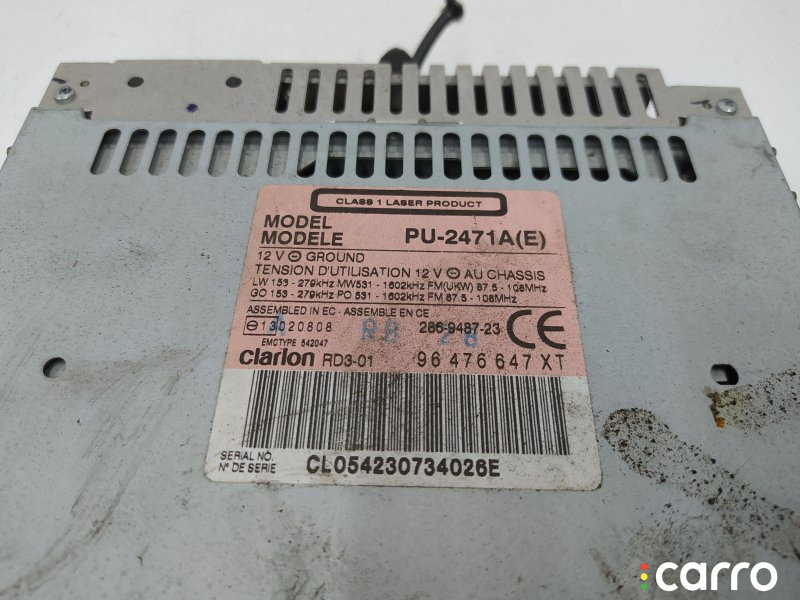 CLASS 1 LASER PRODUCT
MODEL
MODELE PU-2471A(E)
12 V ⊖ GROUND
TENSION D'UTILISATION 12 V ⊖ AU CHASSIS
LW 153 - 279kHz MW531 - 1602kHz FM(UKW) 87.5 - 108MHz
GO 153 - 279kHz PO 531 - 1602kHz FM 87.5 - 108MHz
ASSEMBLED IN EC - ASSEMBLE EN CE
020808 286-9487-23 CE
R8 28
EMCTYPE 542047
clarion RD3-01 96 476 647 XT
SERIAL NO.
N° DE SERIE CL054230734026E
carro